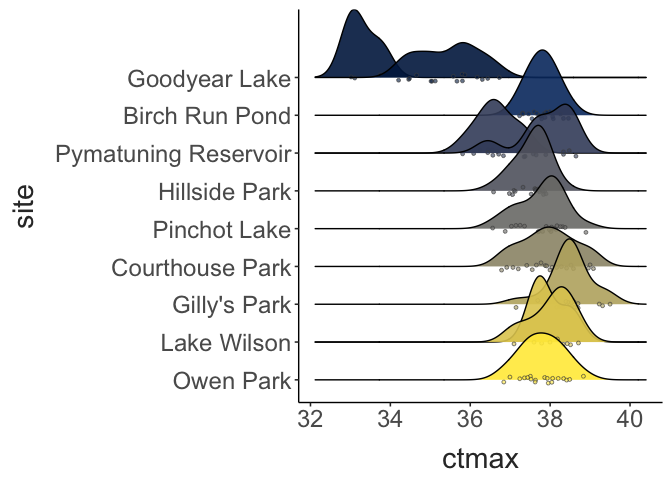 Goodyear Lake
Birch Run Pond
Pymatuning Reservoir
Hillside Park
Pinchot Lake
Courthouse Park
Gilly's Park
Lake Wilson
Owen Park
site
32 34 36 38 40
ctmax